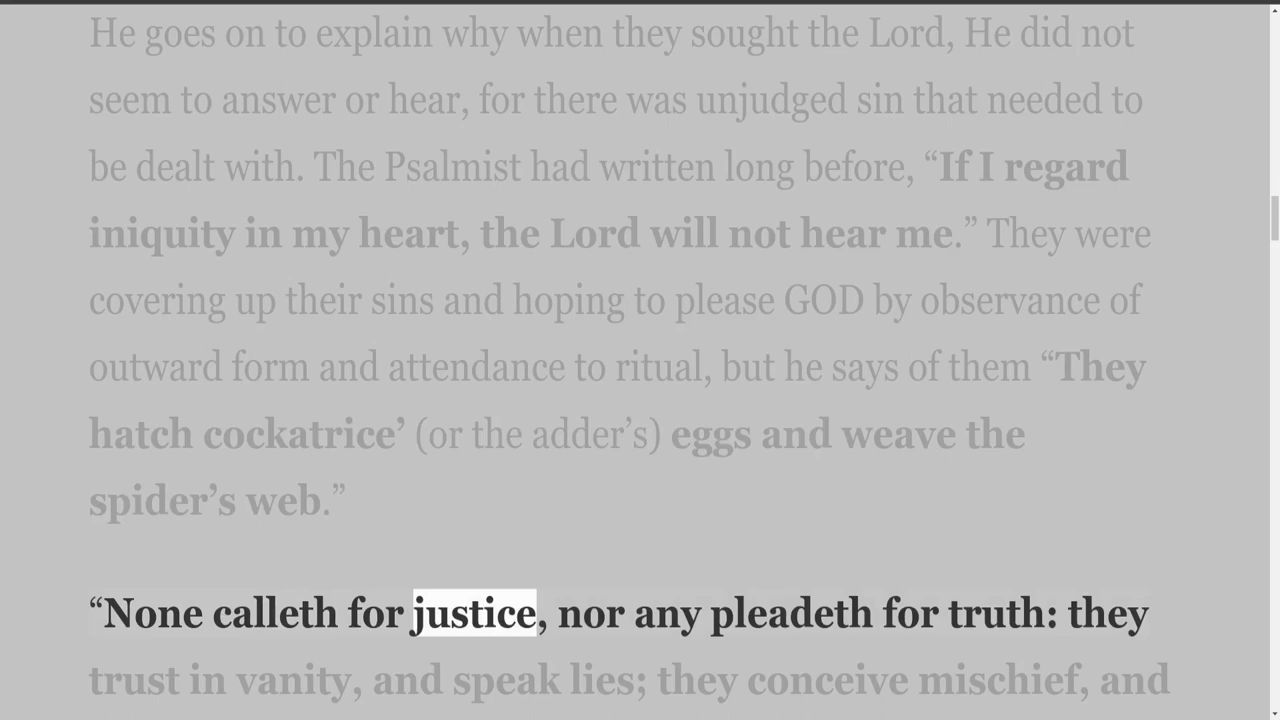 He goes on to explain why when they sought the Lord, He did not
seem to answer or hear, for there was unjudged sin that needed to
be dealt with. The Psalmist had written long before, “If I regard
iniquity in my heart, the Lord will not hear me.” They were
covering up their sins and hoping to please GOD by observance of
outward form and attendance to ritual, but he says of them “They
hatch cockatrice’ (or the adder’s) eggs and weave the
spider’s web.”
“None calleth for justice, nor any pleadeth for truth: they
trust in vanity, and speak lies; they conceive mischief, and